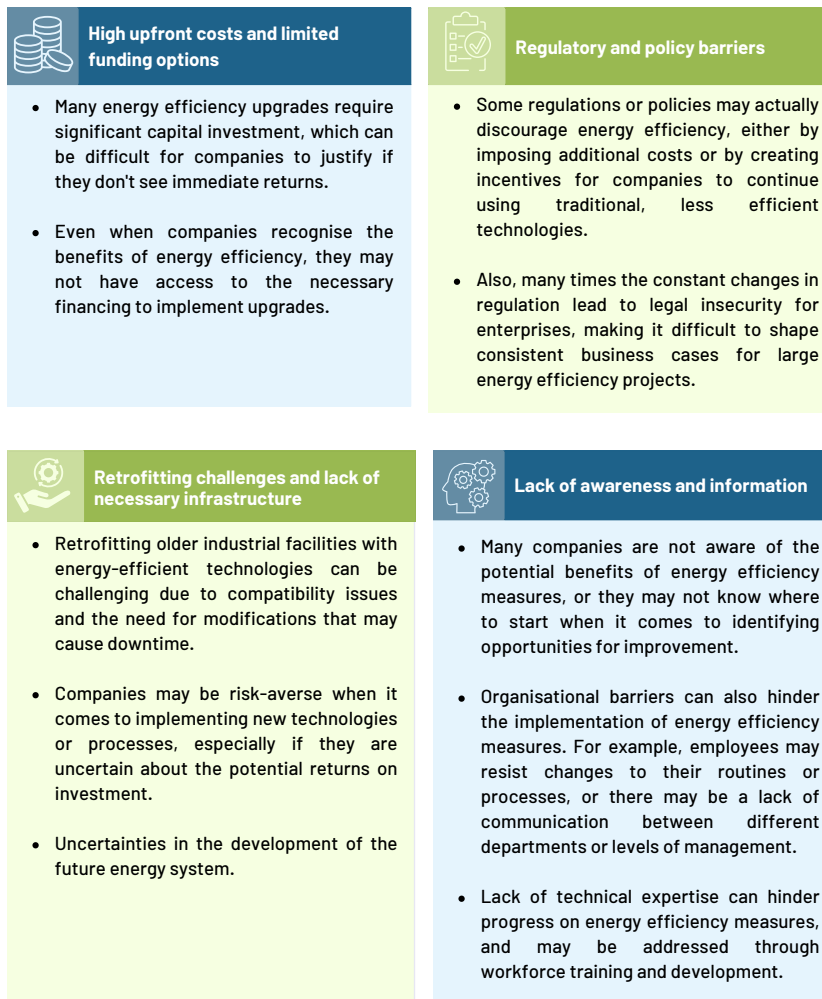 High upfront costs and limited
funding options
• Many energy efficiency upgrades require
significant capital investment, which can
be difficult for companies to justify if
they don't see immediate returns.
• Even when companies recognise the
benefits of energy efficiency, they may
not have access to the necessary
financing to implement upgrades.
Regulatory and policy barriers
• Some regulations or policies may actually
discourage energy efficiency, either by
imposing additional costs or by creating
incentives for companies to continue
using traditional, less efficient
technologies.
• Also, many times the constant changes in
regulation lead to legal insecurity for
enterprises, making it difficult to shape
consistent business cases for large
energy efficiency projects.
Retrofitting challenges and lack of
necessary infrastructure
• Retrofitting older industrial facilities with
energy-efficient technologies can be
challenging due to compatibility issues
and the need for modifications that may
cause downtime.
• Companies may be risk-averse when it
comes to implementing new technologies
or processes, especially if they are
uncertain about the potential returns on
investment.
• Uncertainties in the development of the
future energy system.
Lack of awareness and information
• Many companies are not aware of the
potential benefits of energy efficiency
measures, or they may not know where
to start when it comes to identifying
opportunities for improvement.
• Organisational barriers can also hinder
the implementation of energy efficiency
measures. For example, employees may
resist changes to their routines or
processes, or there may be a lack of
communication between different
departments or levels of management.
• Lack of technical expertise can hinder
progress on energy efficiency measures,
and may be addressed through
workforce training and development.